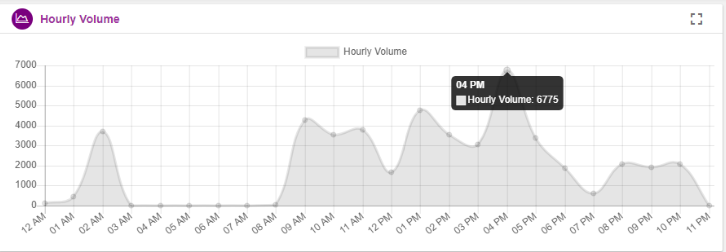 Hourly Volume
Hourly Volume
7000
6000
5000
4000
3000
2000
1000
0
04 PM
Hourly Volume: 6775
12 AM
01 AM
02 AM
03 AM
04 AM
05 AM
06 AM
07 AM
08 AM
09 AM
10 AM
11 AM
12 PM
01 PM
02 PM
03 PM
04 PM
05 PM
06 PM
07 PM
08 PM
09 PM
10 PM
11 PM